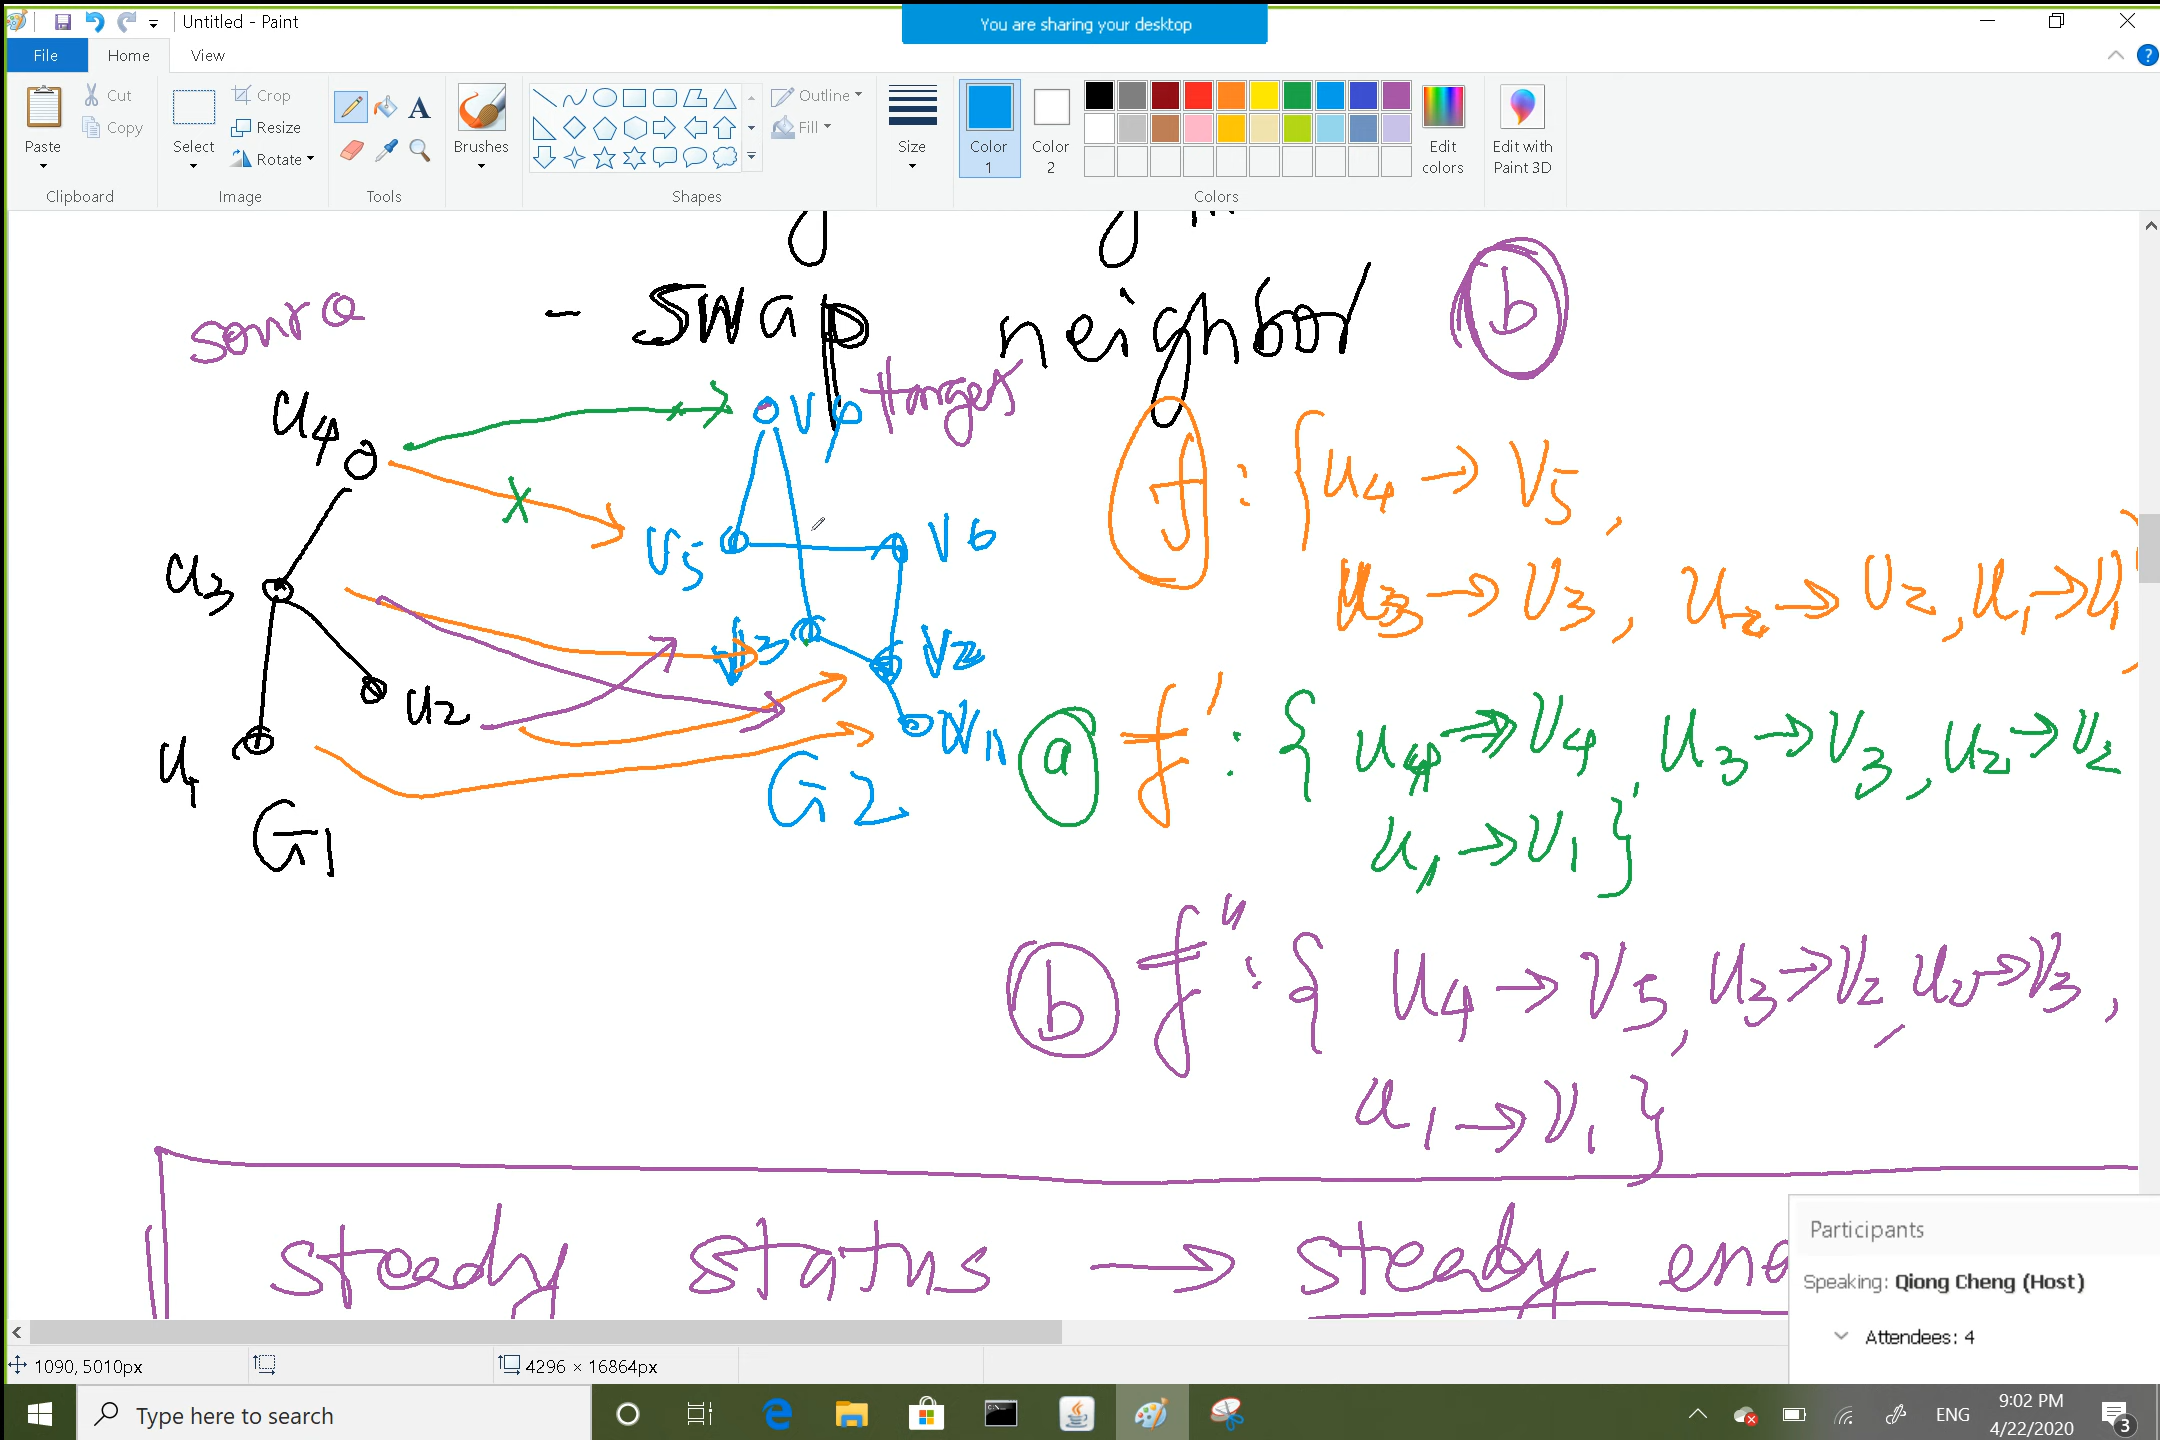 Untitled - Paint
You are sharing your desktop
File Home View
Cut
Copy
Paste
Clipboard
Crop
Resize
Rotate
Select
Image
Tools
Brushes
Outline
Fill
Shapes
Size
Color 1
Color 2
Edit colors
Colors
Edit with Paint 3D
source
- swap neighbor b
target
u4
V4
f : { u4 → V5,
V5
V6
u3
u3 → V3, u2 → V2, u1 → V1
V3
V2
u2
V1
a f' : { u4 → V4, u3 → V3, u2 → V2
u1
G1
G2
u1 → V1 }
b f" : { u4 → V5, u3 → V2, u2 → V3,
u1 → V1 }
steady status → steady
Participants
Speaking: Qiong Cheng (Host)
Attendees: 4
1090, 5010px
4296 × 16864px
Type here to search
ENG
9:02 PM
4/22/2020
3